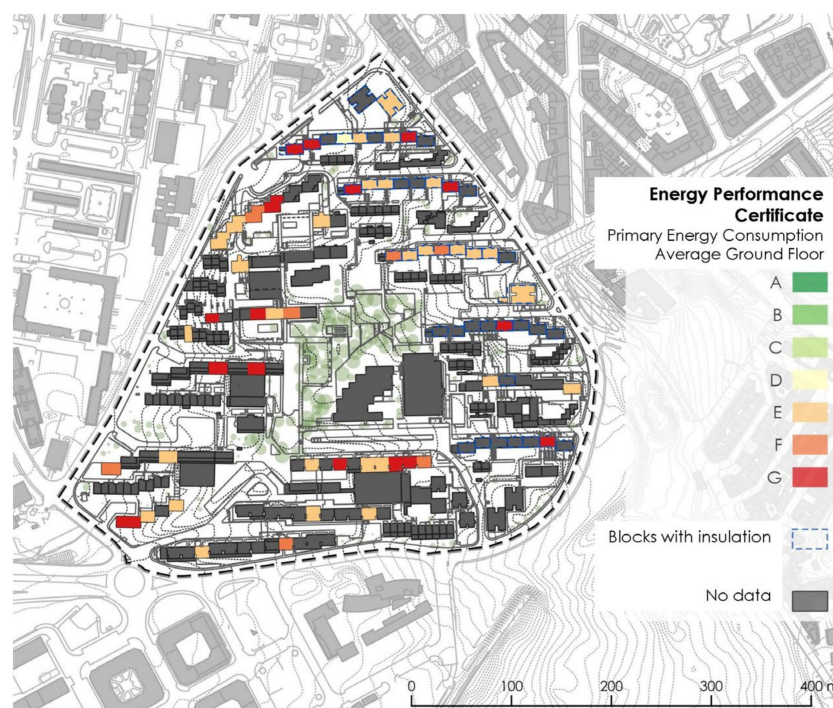 Energy Performance
Certificate
Primary Energy Consumption
Average Ground Floor
A
B
C
D
E
F
G
Blocks with insulation
No data
0 100 200 300 400 m